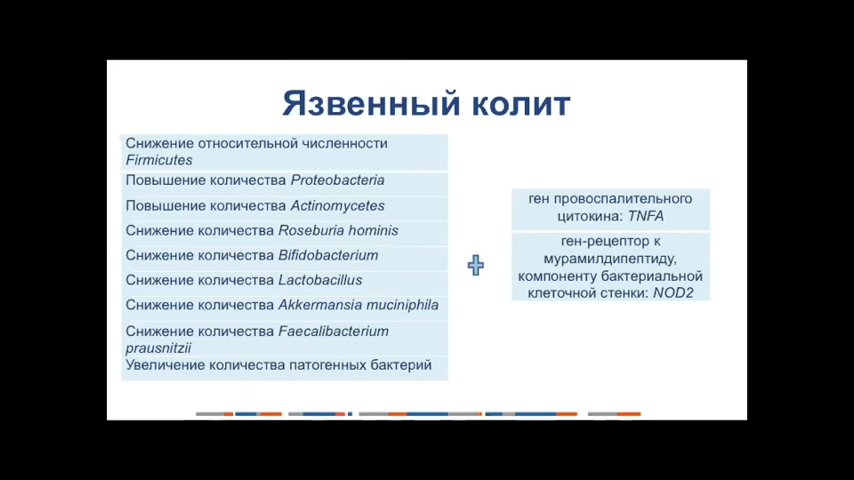 Язвенный колит
Снижение относительной численности
Firmicutes
Повышение количества Proteobacteria
Повышение количества Actinomycetes
Снижение количества Roseburia hominis
Снижение количества Bifidobacterium
Снижение количества Lactobacillus
Снижение количества Akkermansia muciniphila
Снижение количества Faecalibacterium
prausnitzii
Увеличение количества патогенных бактерий
ген провоспалительного
цитокина: TNFA
ген-рецептор к
мурамилдипептиду,
компоненту бактериальной
клеточной стенки: NOD2